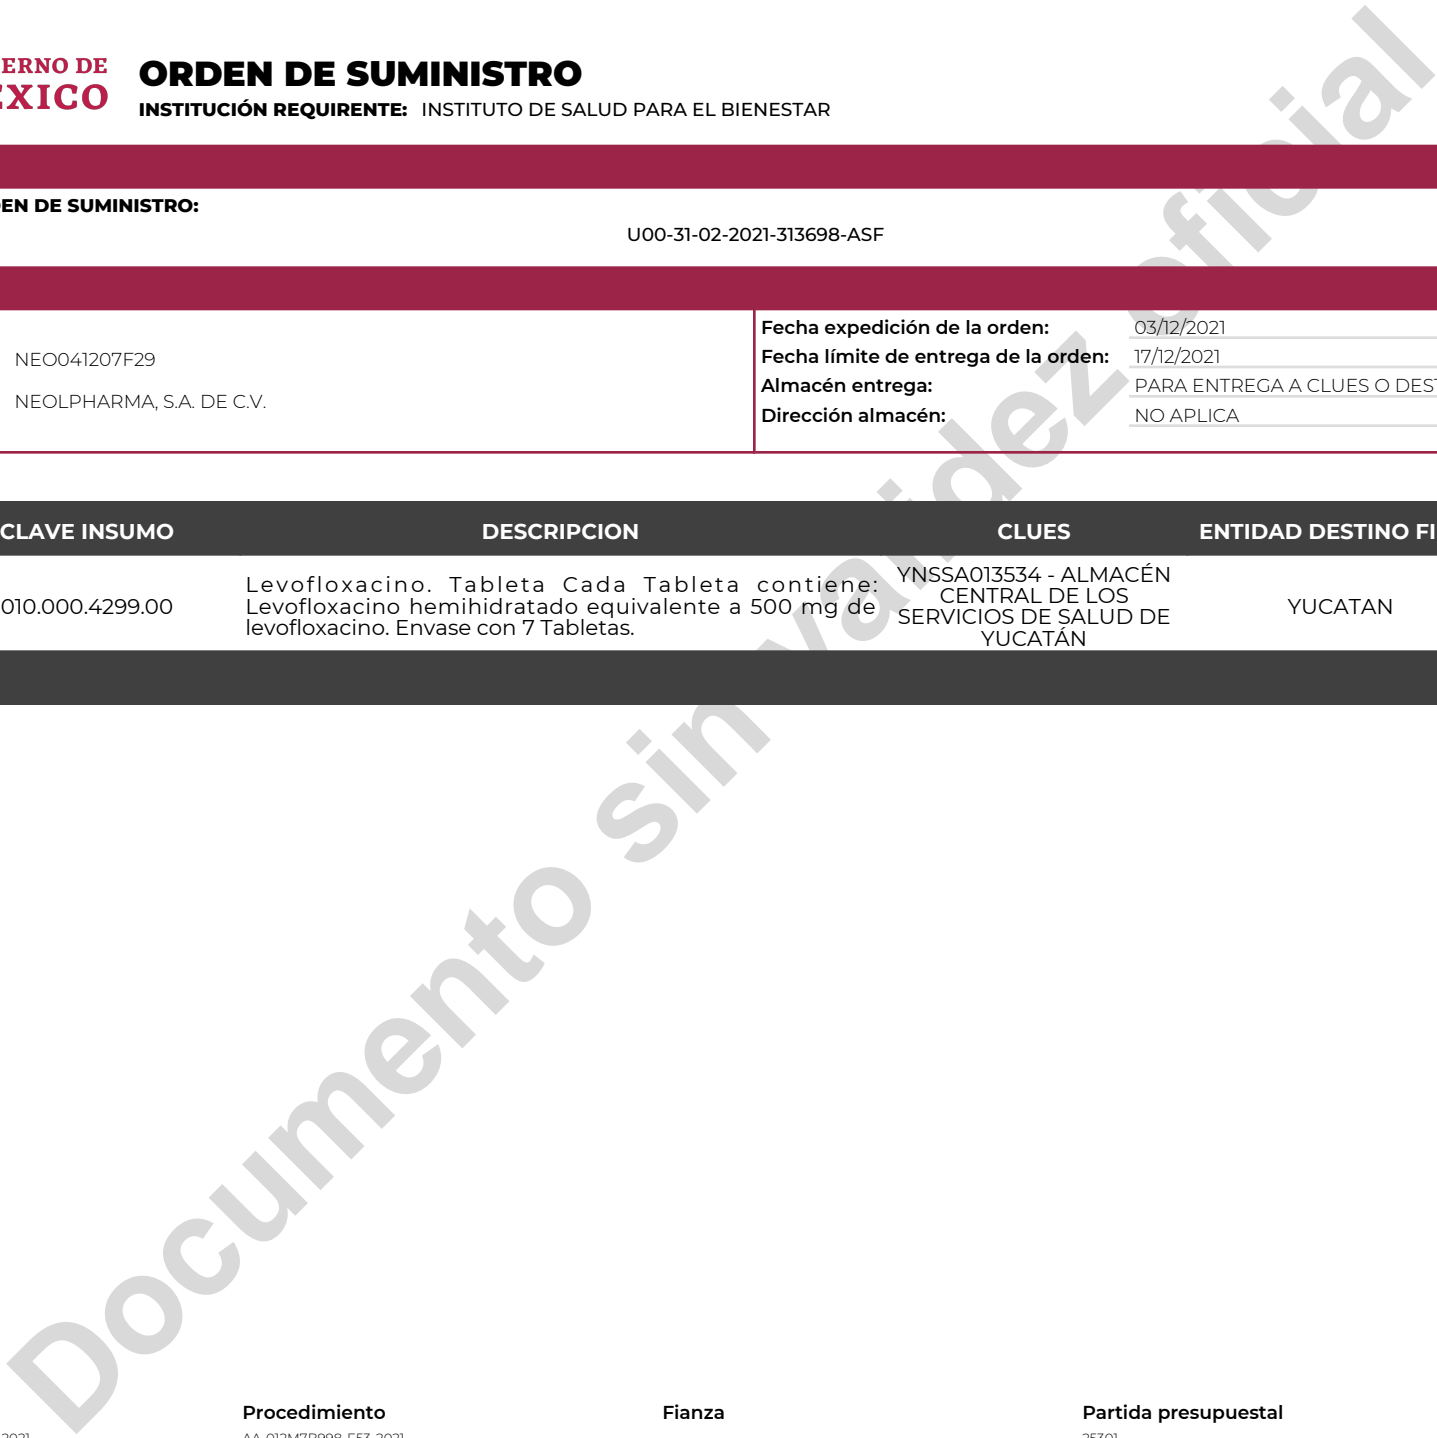 ERNO DE
ÉXICO
ORDEN DE SUMINISTRO
INSTITUCIÓN REQUIRENTE: INSTITUTO DE SALUD PARA EL BIENESTAR
EN DE SUMINISTRO:
U00-31-02-2021-313698-ASF
NEO041207F29
NEOLPHARMA, S.A. DE C.V.
Fecha expedición de la orden: 03/12/2021
Fecha límite de entrega de la orden: 17/12/2021
Almacén entrega: PARA ENTREGA A CLUES O DEST
Dirección almacén: NO APLICA
CLAVE INSUMO DESCRIPCION CLUES ENTIDAD DESTINO FI
010.000.4299.00
Levofloxacino. Tableta Cada Tableta contiene:
Levofloxacino hemihidratado equivalente a 500 mg de
levofloxacino. Envase con 7 Tabletas.
YNSSA013534 - ALMACÉN
CENTRAL DE LOS
SERVICIOS DE SALUD DE
YUCATÁN
YUCATAN
Documento sin validez oficial
Procedimiento Fianza Partida presupuestal